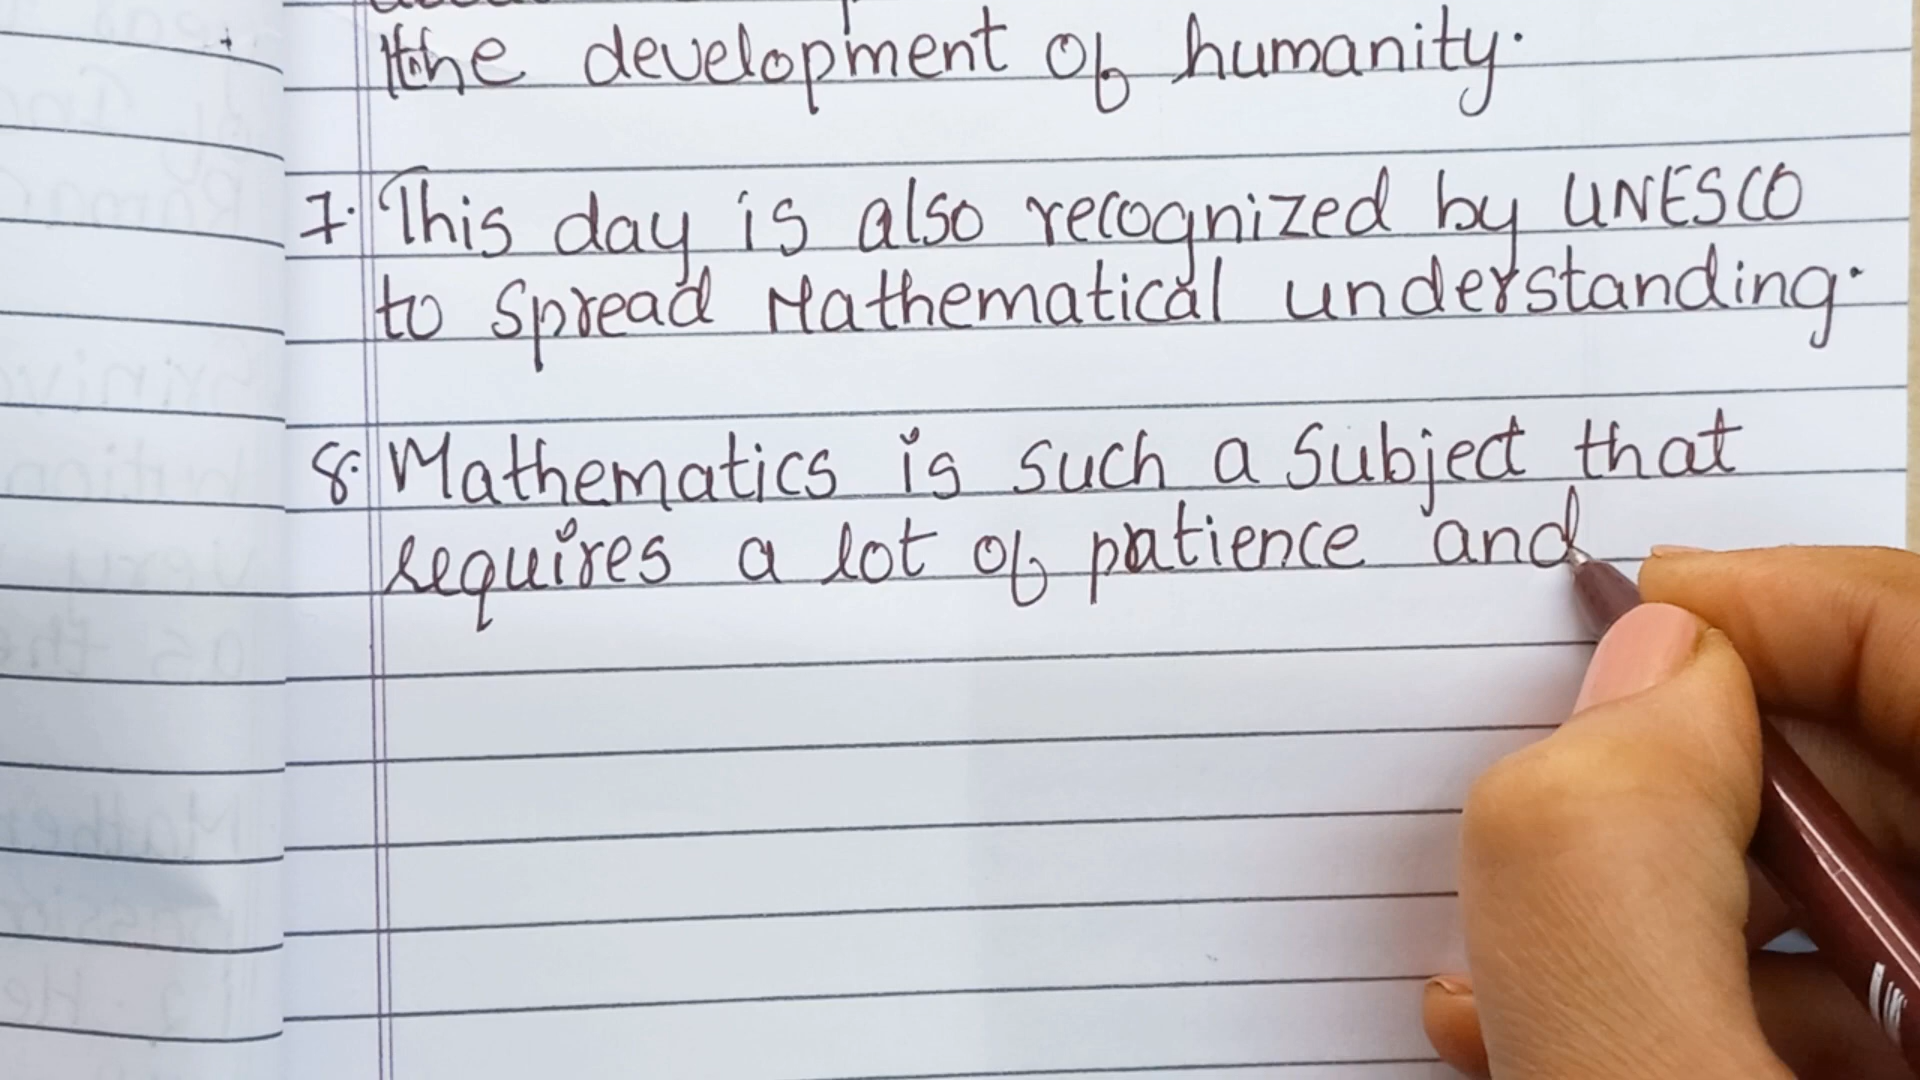 the development of humanity.
7. This day is also recognized by UNESCO
to spread Mathematical understanding.
8. Mathematics is such a subject that
requires a lot of patience and